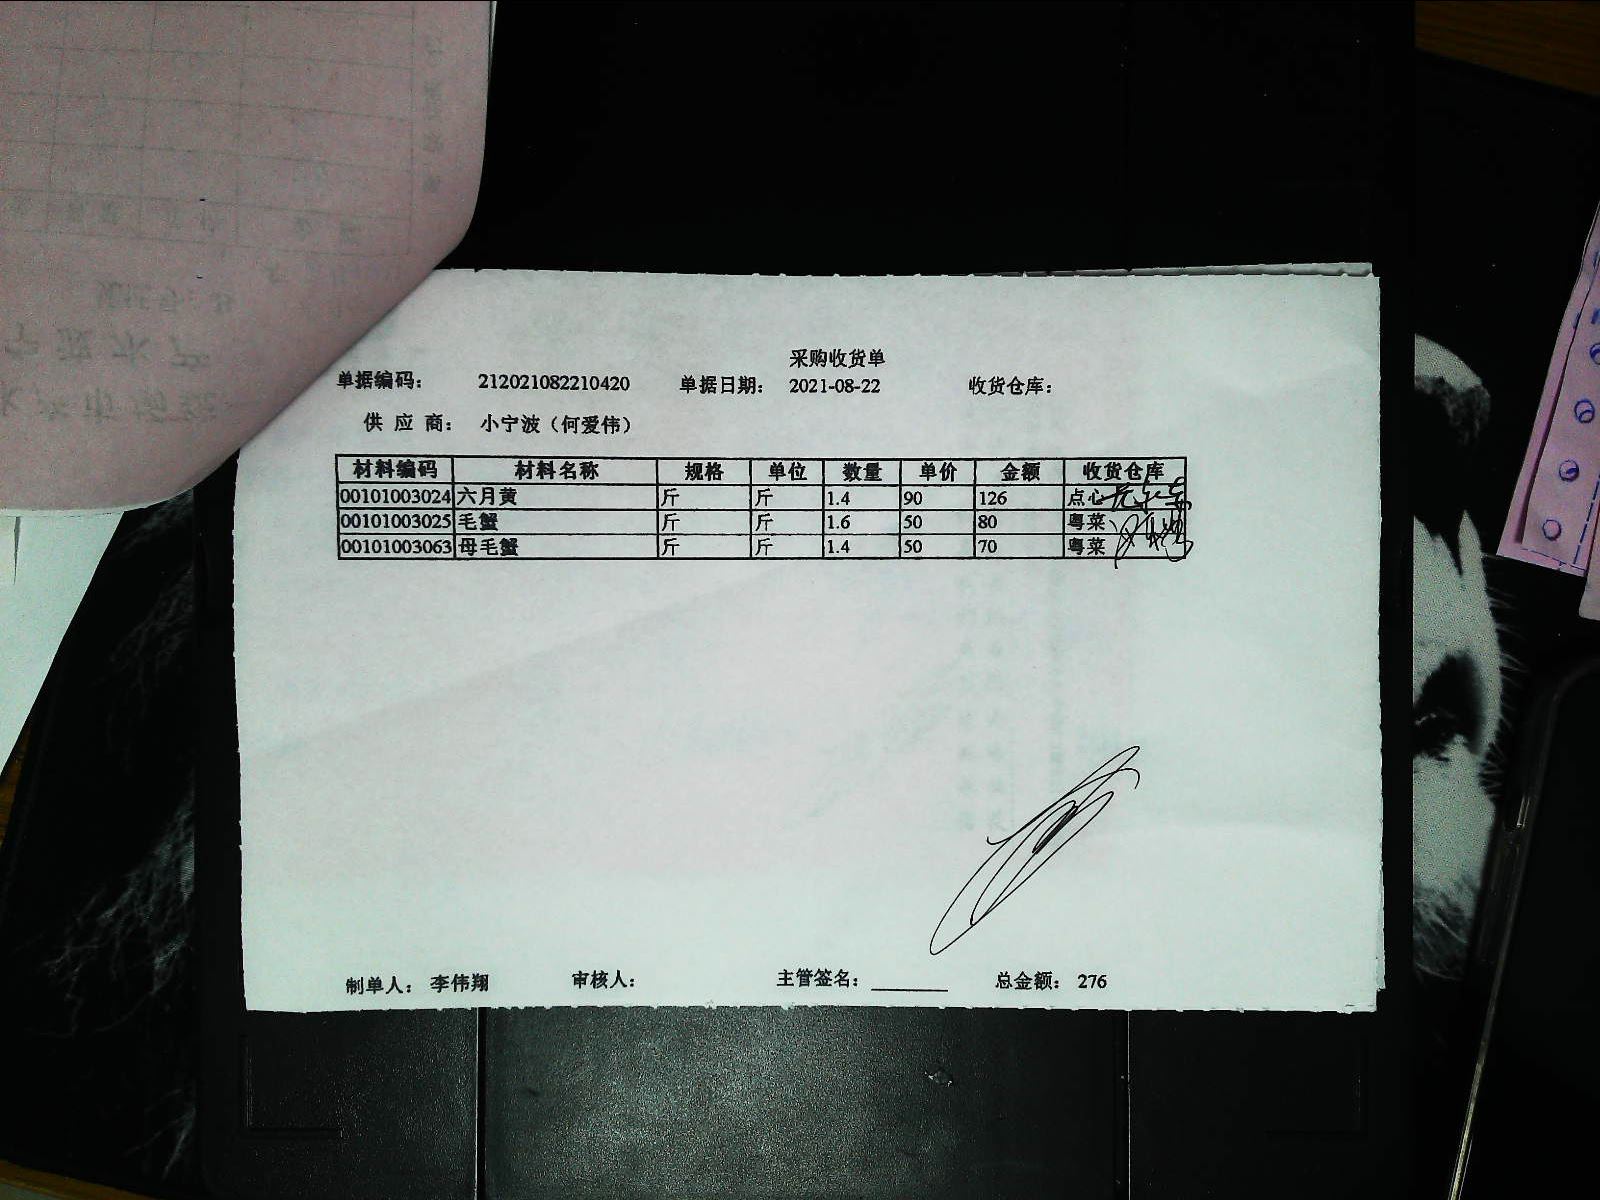 采购收货单
单据编码: 212021082210420 单据日期: 2021-08-22 收货仓库:
供 应 商: 小宁波（何爱伟）
材料编码 材料名称 规格 单位 数量 单价 金额 收货仓库
00101003024 六月黄 斤 斤 1.4 90 126 点心
00101003025 毛蟹 斤 斤 1.6 50 80 粤菜
00101003063 母毛蟹 斤 斤 1.4 50 70 粤菜
制单人: 李伟翔 审核人: 主管签名: ________ 总金额: 276